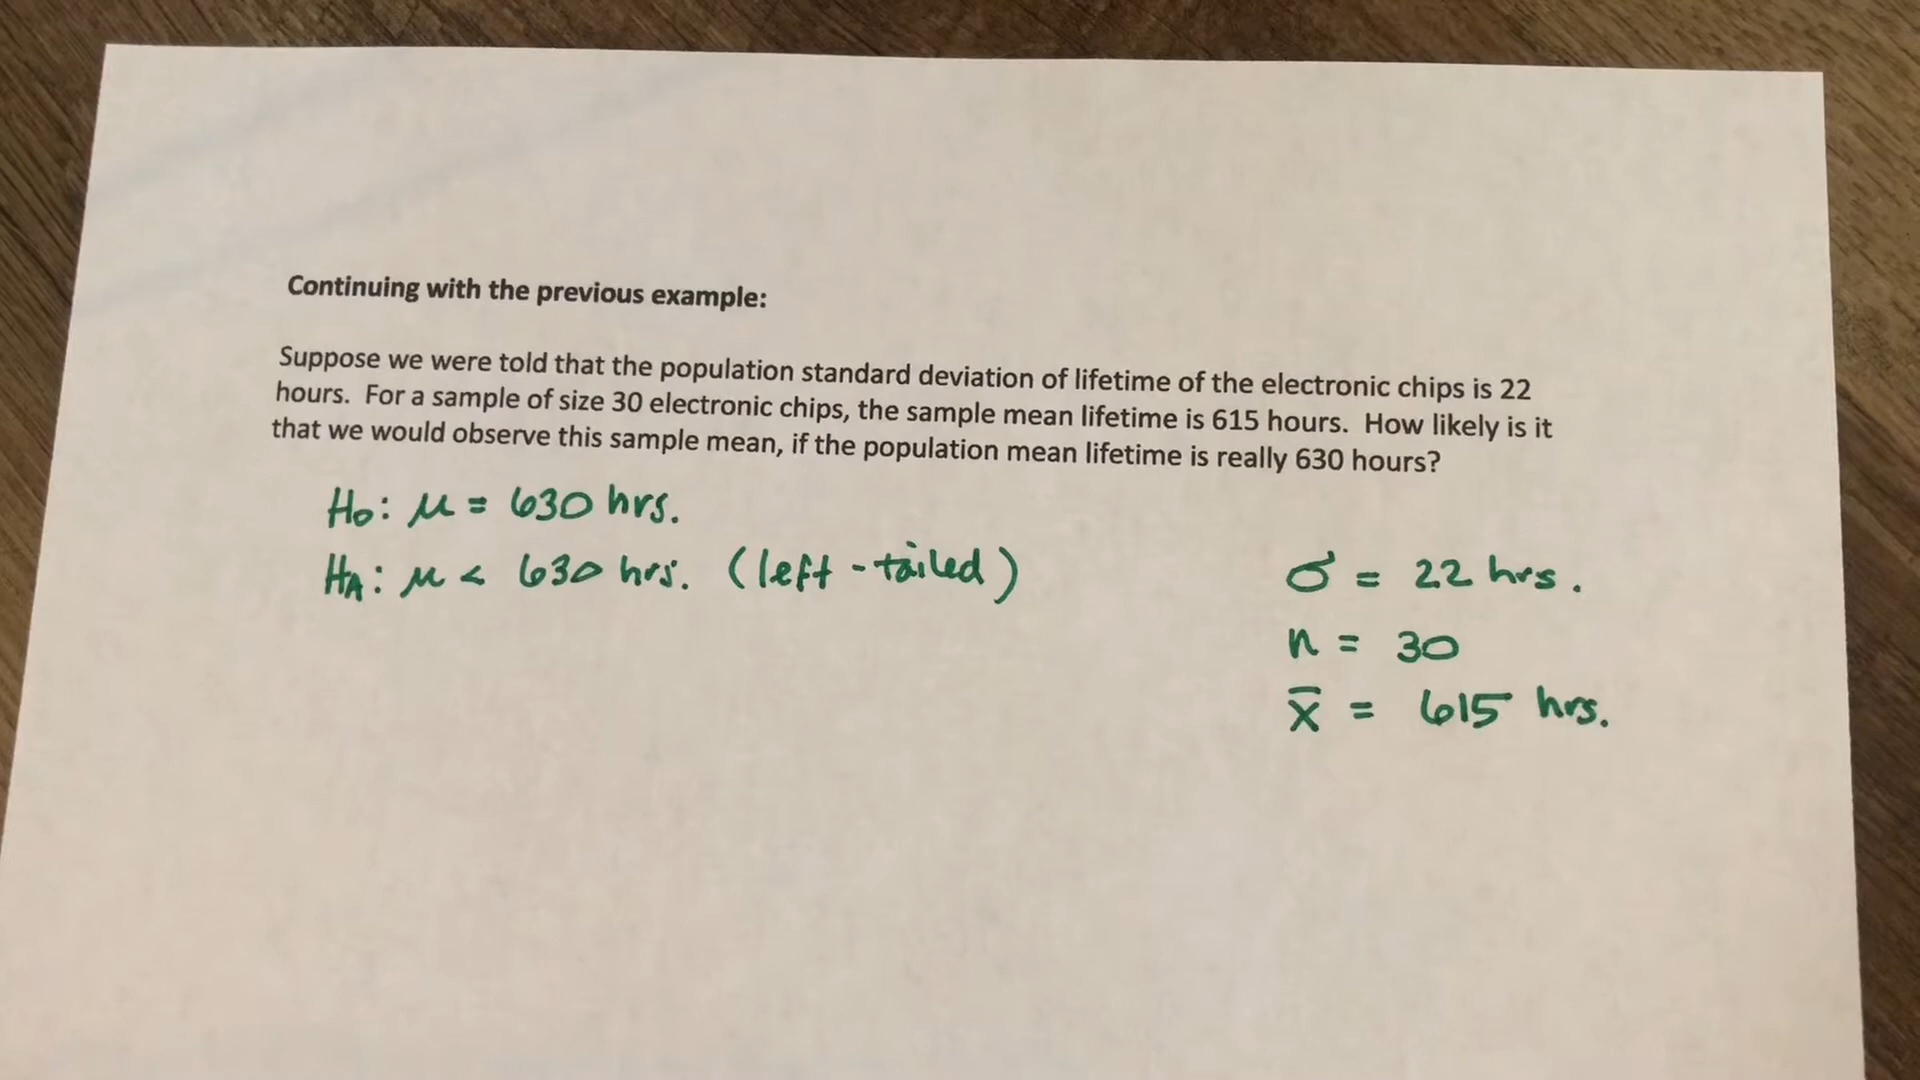 Continuing with the previous example:
Suppose we were told that the population standard deviation of lifetime of the electronic chips is 22
hours. For a sample of size 30 electronic chips, the sample mean lifetime is 615 hours. How likely is it
that we would observe this sample mean, if the population mean lifetime is really 630 hours?
H₀: μ = 630 hrs.
Hₐ: μ < 630 hrs. (left-tailed)
σ = 22 hrs.
n = 30
x̄ = 615 hrs.